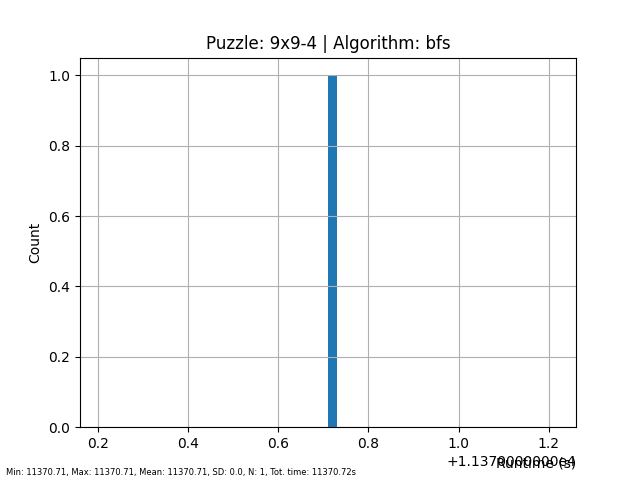 Puzzle: 9x9-4 | Algorithm: bfs
Count
1.0
0.8
0.6
0.4
0.2
0.0
0.2 0.4 0.6 0.8 1.0 1.2
+1.1370000000e4
Runtime (s)
Min: 11370.71, Max: 11370.71, Mean: 11370.71, SD: 0.0, N: 1, Tot. time: 11370.72s